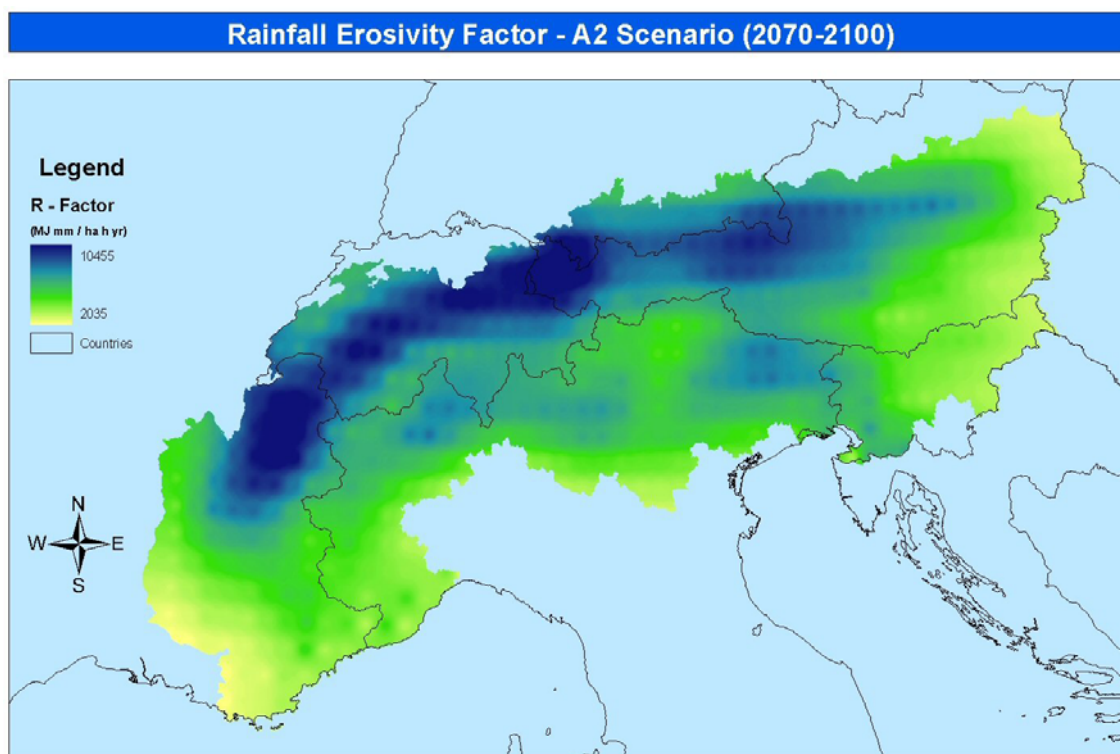 Rainfall Erosivity Factor - A2 Scenario (2070-2100)
Legend
R - Factor
(MJ mm / ha h yr)
10455
2035
Countries
N
W E
S